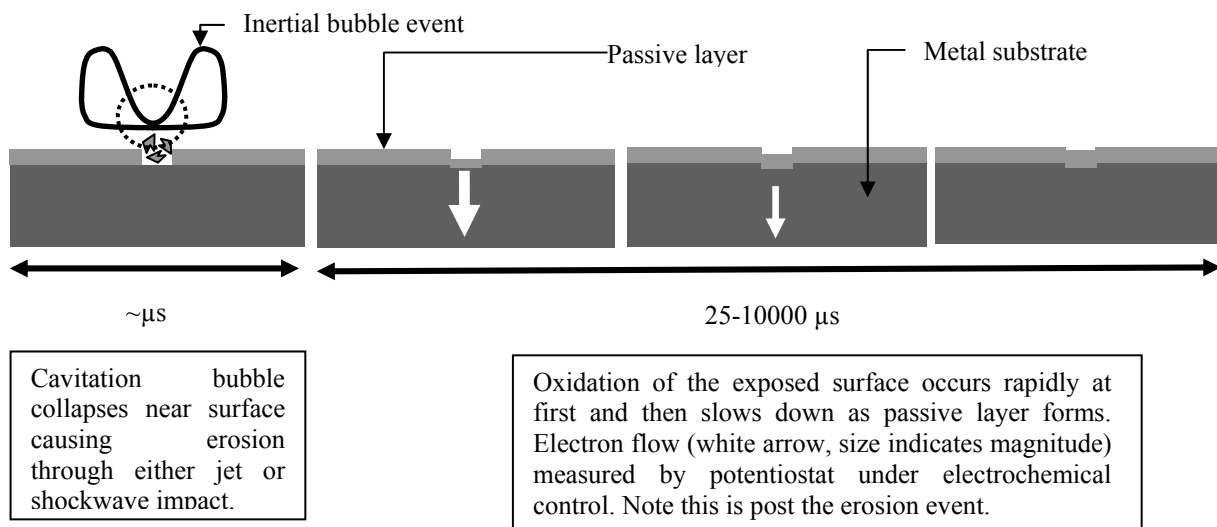 Inertial bubble event
Passive layer
Metal substrate
~µs
25-10000 µs
Cavitation bubble
collapses near surface
causing erosion
through either jet or
shockwave impact.
Oxidation of the exposed surface occurs rapidly at
first and then slows down as passive layer forms.
Electron flow (white arrow, size indicates magnitude)
measured by potentiostat under electrochemical
control. Note this is post the erosion event.